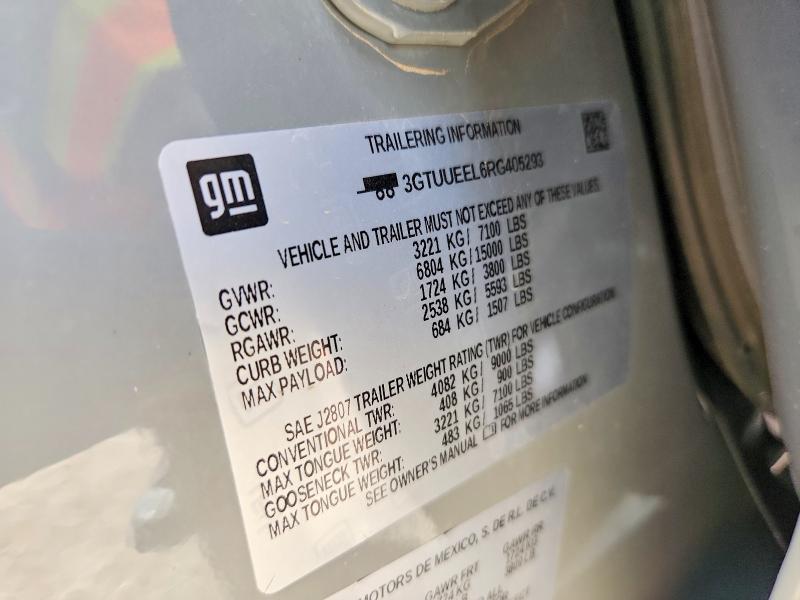 gm
TRAILERING INFORMATION
3GTUUEEL6RG405293
VEHICLE AND TRAILER MUST NOT EXCEED ANY OF THESE VALUES.
GVWR: 3221 KG/ 7100 LBS
GCWR: 6804 KG/ 15000 LBS
RGAWR: 1724 KG/ 3800 LBS
CURB WEIGHT: 2538 KG/ 5593 LBS
MAX PAYLOAD: 684 KG/ 1507 LBS
SAE J2807 TRAILER WEIGHT RATING (TWR) FOR VEHICLE CONFIGURATION
CONVENTIONAL TWR: 4082 KG/ 9000 LBS
MAX TONGUE WEIGHT: 408 KG/ 900 LBS
GOOSENECK TWR: 3221 KG/ 7100 LBS
MAX TONGUE WEIGHT: 483 KG/ 1065 LBS
SEE OWNER'S MANUAL FOR MORE INFORMATION
MOTORS DE MEXICO, S. DE R.L. DE C.V.
GAWR FRT GAWR RR